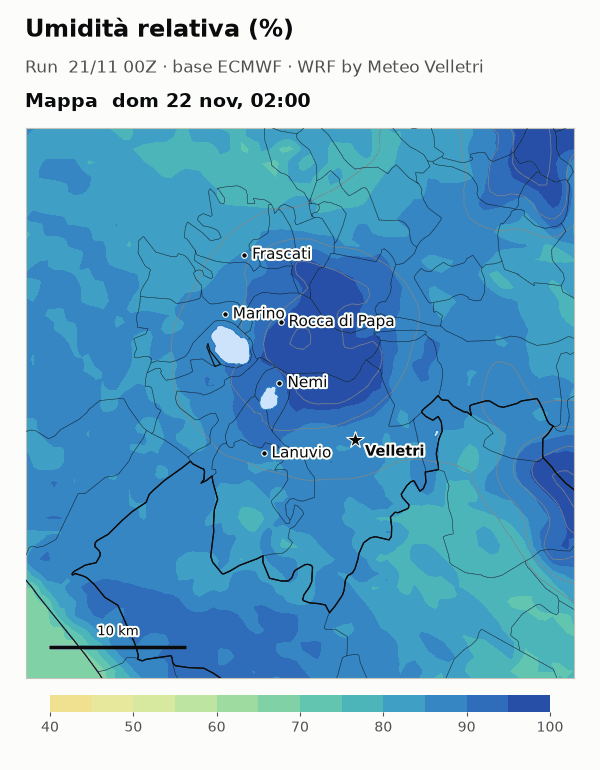 Umidità relativa (%)
Run  21/11 00Z · base ECMWF · WRF by Meteo Velletri
Mappa  dom 22 nov, 02:00
Frascati
Marino
Rocca di Papa
Nemi
Velletri
Lanuvio
10 km
40 50 60 70 80 90 100